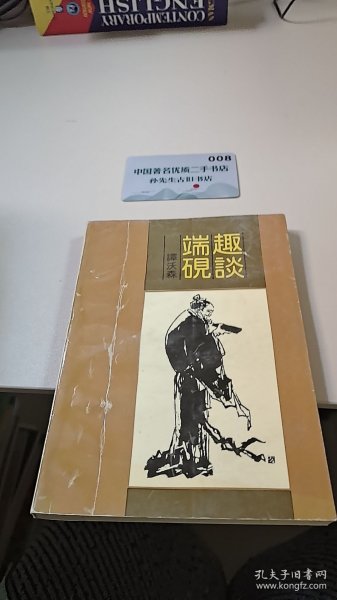 MAN
CONTEMPORARY
ENGLISH
008
中国著名优质二手书店
孙先生古旧书店
趣談
端硯
譚沃森
孔夫子旧书网
www.kongfz.com